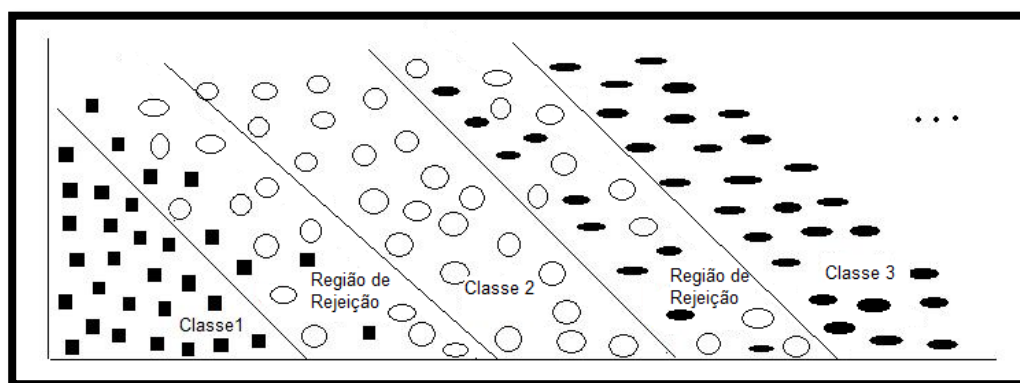 Região de
Rejeição
Classe1
Classe 2
Região de
Rejeição
Classe 3
. . .